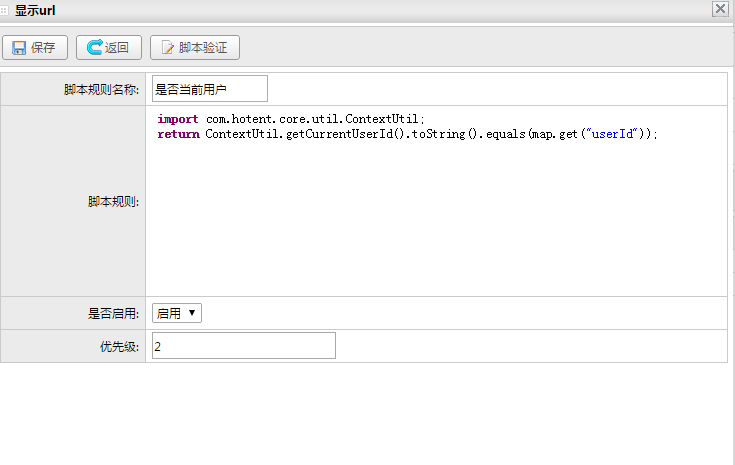 显示url
保存 返回 脚本验证
脚本规则名称: 是否当前用户
import com.hotent.core.util.ContextUtil;
return ContextUtil.getCurrentUserId().toString().equals(map.get("userId"));
脚本规则:
是否启用: 启用
优先级: 2